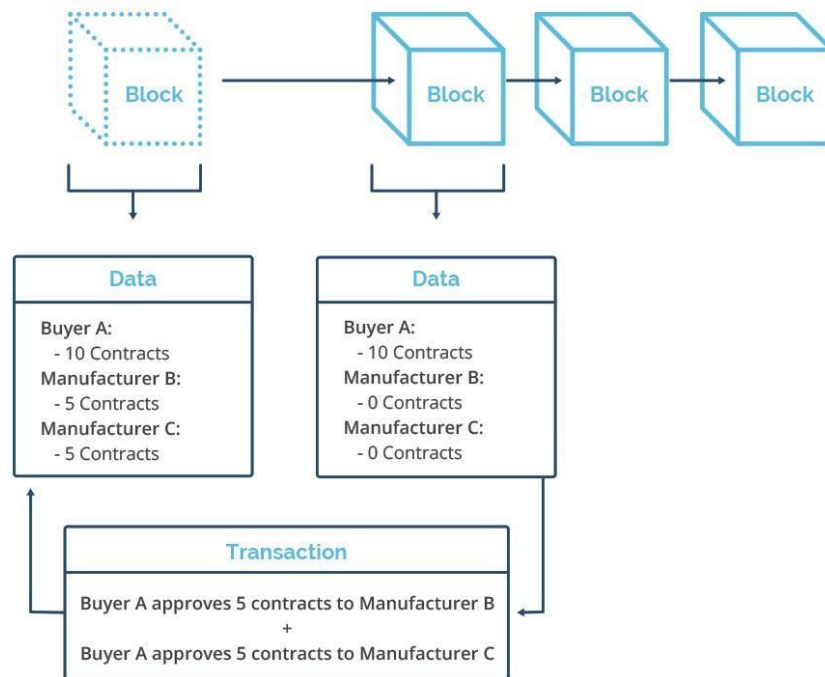 Block
Block
Block
Block
Data
Buyer A:
- 10 Contracts
Manufacturer B:
- 5 Contracts
Manufacturer C:
- 5 Contracts
Data
Buyer A:
- 10 Contracts
Manufacturer B:
- 0 Contracts
Manufacturer C:
- 0 Contracts
Transaction
Buyer A approves 5 contracts to Manufacturer B
+
Buyer A approves 5 contracts to Manufacturer C